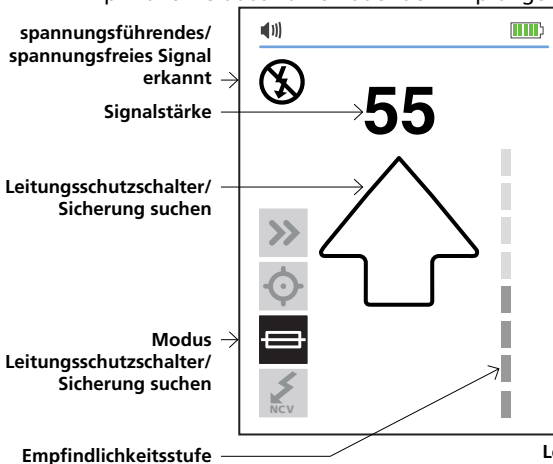 spannungsführendes/
spannungsfreies Signal
erkannt
Signalstärke
55
Leitungsschutzschalter/
Sicherung suchen
Modus
Leitungsschutzschalter/
Sicherung suchen
NCV
Empfindlichkeitsstufe